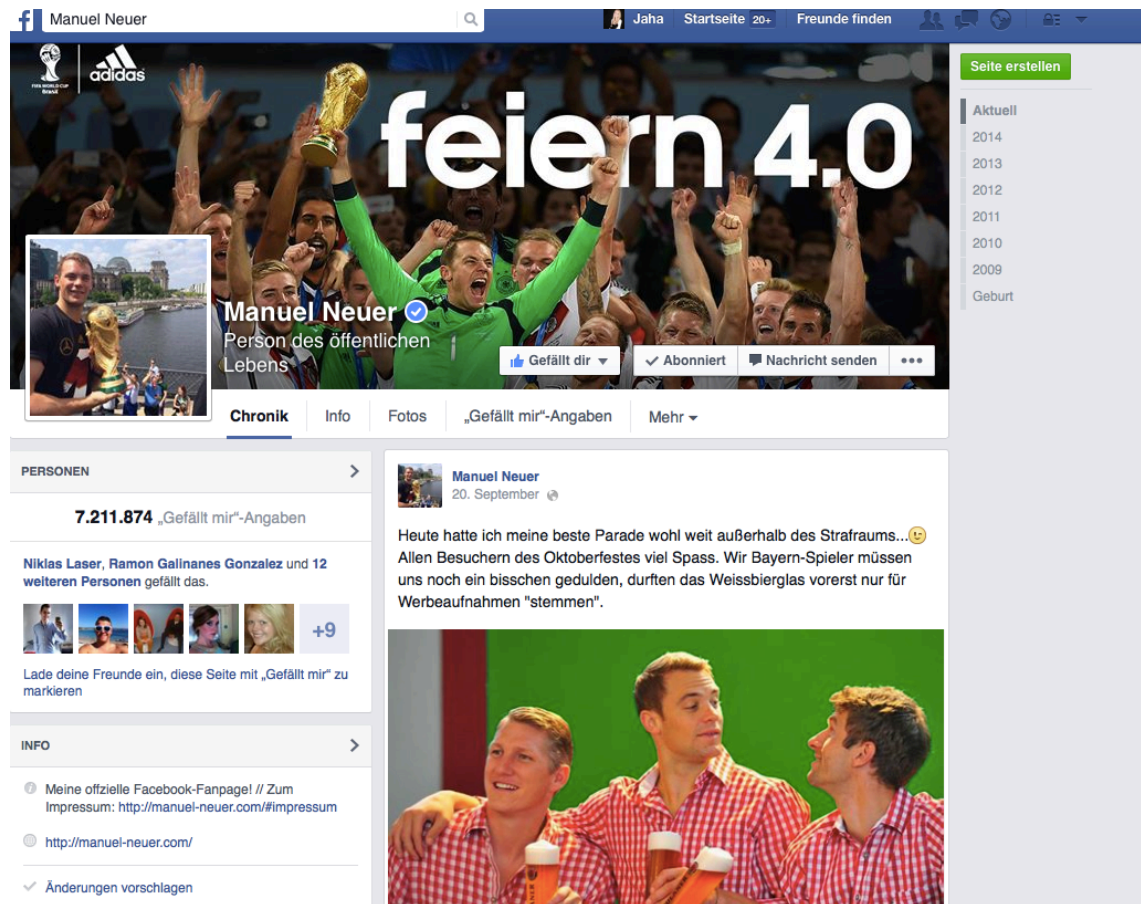 Manuel Neuer
Jaha
Startseite 20+
Freunde finden
FIFA WORLD CUP
Brasil
adidas
feiern 4.0
Seite erstellen
Aktuell
2014
2013
2012
2011
2010
2009
Geburt
Manuel Neuer
Person des öffentlichen
Lebens
Gefällt dir
Abonniert
Nachricht senden
Chronik
Info
Fotos
„Gefällt mir“-Angaben
Mehr
PERSONEN
7.211.874 „Gefällt mir“-Angaben
Niklas Laser, Ramon Galinanes Gonzalez und 12
weiteren Personen gefällt das.
+9
Lade deine Freunde ein, diese Seite mit „Gefällt mir“ zu
markieren
INFO
Meine offzielle Facebook-Fanpage! // Zum
Impressum: http://manuel-neuer.com/#impressum
http://manuel-neuer.com/
Änderungen vorschlagen
Manuel Neuer
20. September
Heute hatte ich meine beste Parade wohl weit außerhalb des Strafraums...
Allen Besuchern des Oktoberfestes viel Spass. Wir Bayern-Spieler müssen
uns noch ein bisschen gedulden, durften das Weissbierglas vorerst nur für
Werbeaufnahmen "stemmen".